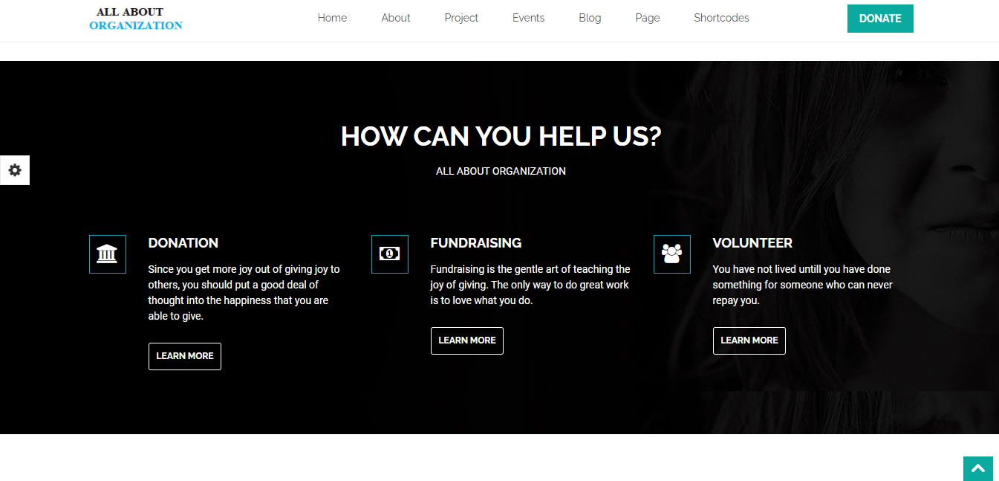 ALL ABOUT
ORGANIZATION
Home About Project Events Blog Page Shortcodes
DONATE
HOW CAN YOU HELP US?
ALL ABOUT ORGANIZATION
DONATION
Since you get more joy out of giving joy to
others, you should put a good deal of
thought into the happiness that you are
able to give.
LEARN MORE
FUNDRAISING
Fundraising is the gentle art of teaching the
joy of giving. The only way to do great work
is to love what you do.
LEARN MORE
VOLUNTEER
You have not lived untill you have done
something for someone who can never
repay you.
LEARN MORE